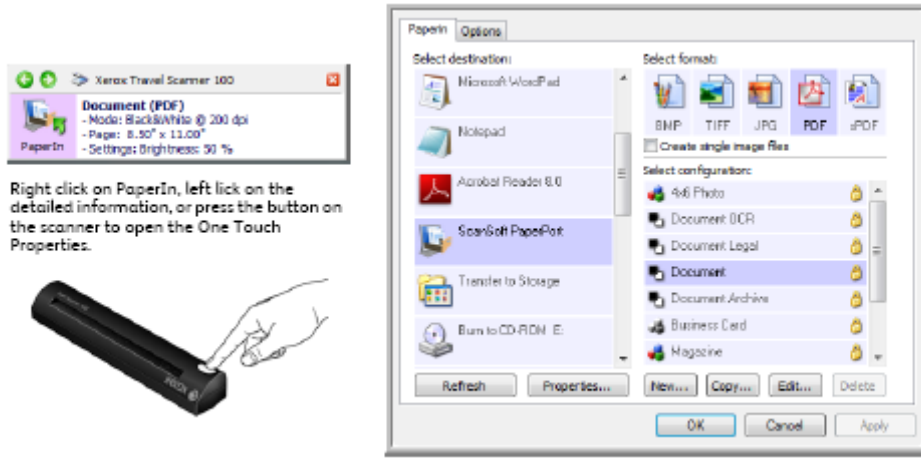 Xerox Travel Scanner 100
Document (PDF)
- Mode: Black&White @ 200 dpi
- Page: 8.50" x 11.00"
- Settings: Brightness: 50 %
PaperIn
Right click on PaperIn, left lick on the
detailed information, or press the button on
the scanner to open the One Touch
Properties.
PaperIn
Options
Select destination:
Microsoft WordPad
Notepad
Acrobat Reader 8.0
ScanSoft PaperPort
Transfer to Storage
Burn to CD-ROM E:
Refresh
Properties...
Select format:
BMP TIFF JPG PDF sPDF
Create single image files
Select configuration:
4x6 Photo
Document OCR
Document Legal
Document
Document Archive
Business Card
Magazine
New... Copy... Edit... Delete
OK Cancel Apply